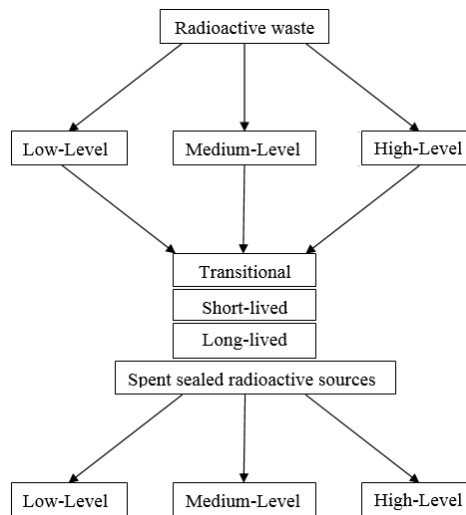 Radioactive waste
Low-Level
Medium-Level
High-Level
Transitional
Short-lived
Long-lived
Spent sealed radioactive sources
Low-Level
Medium-Level
High-Level